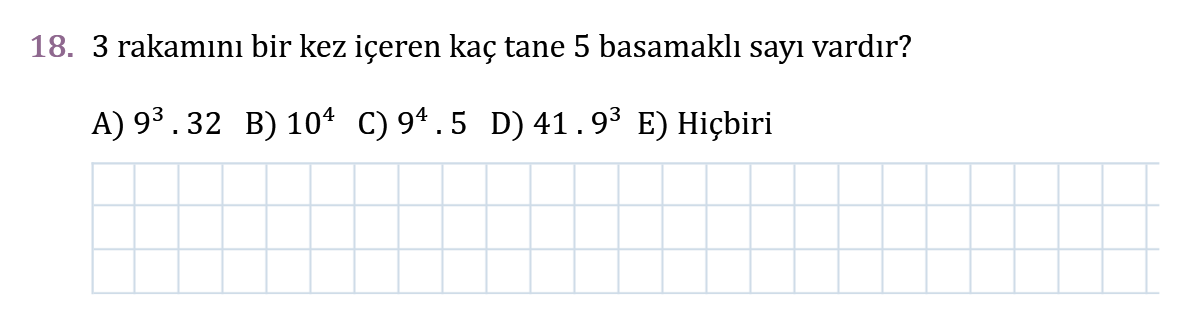 18. 3 rakamını bir kez içeren kaç tane 5 basamaklı sayı vardır?
A) 9³ . 32 B) 10⁴ C) 9⁴ . 5 D) 41 . 9³ E) Hiçbiri